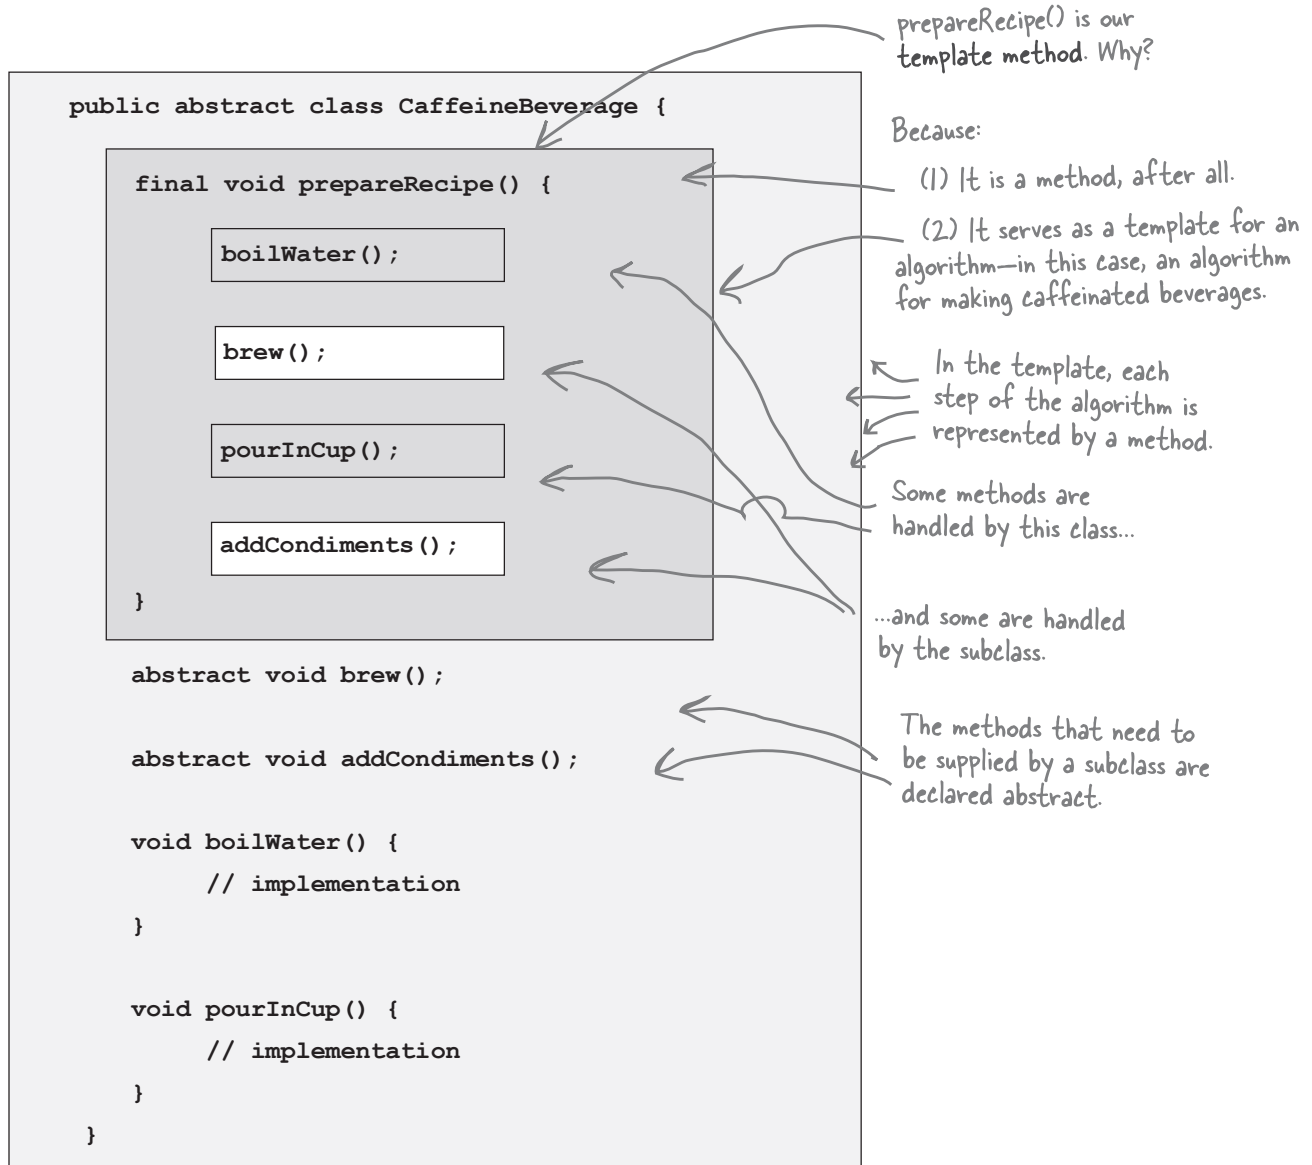 prepareRecipe() is our
template method. Why?
public abstract class CaffeineBeverage {
final void prepareRecipe() {
boilWater();
brew();
pourInCup();
addCondiments();
}
abstract void brew();
abstract void addCondiments();
void boilWater() {
// implementation
}
void pourInCup() {
// implementation
}
}
Because:
(1) It is a method, after all.
(2) It serves as a template for an
algorithm—in this case, an algorithm
for making caffeinated beverages.
In the template, each
step of the algorithm is
represented by a method.
Some methods are
handled by this class...
...and some are handled
by the subclass.
The methods that need to
be supplied by a subclass are
declared abstract.